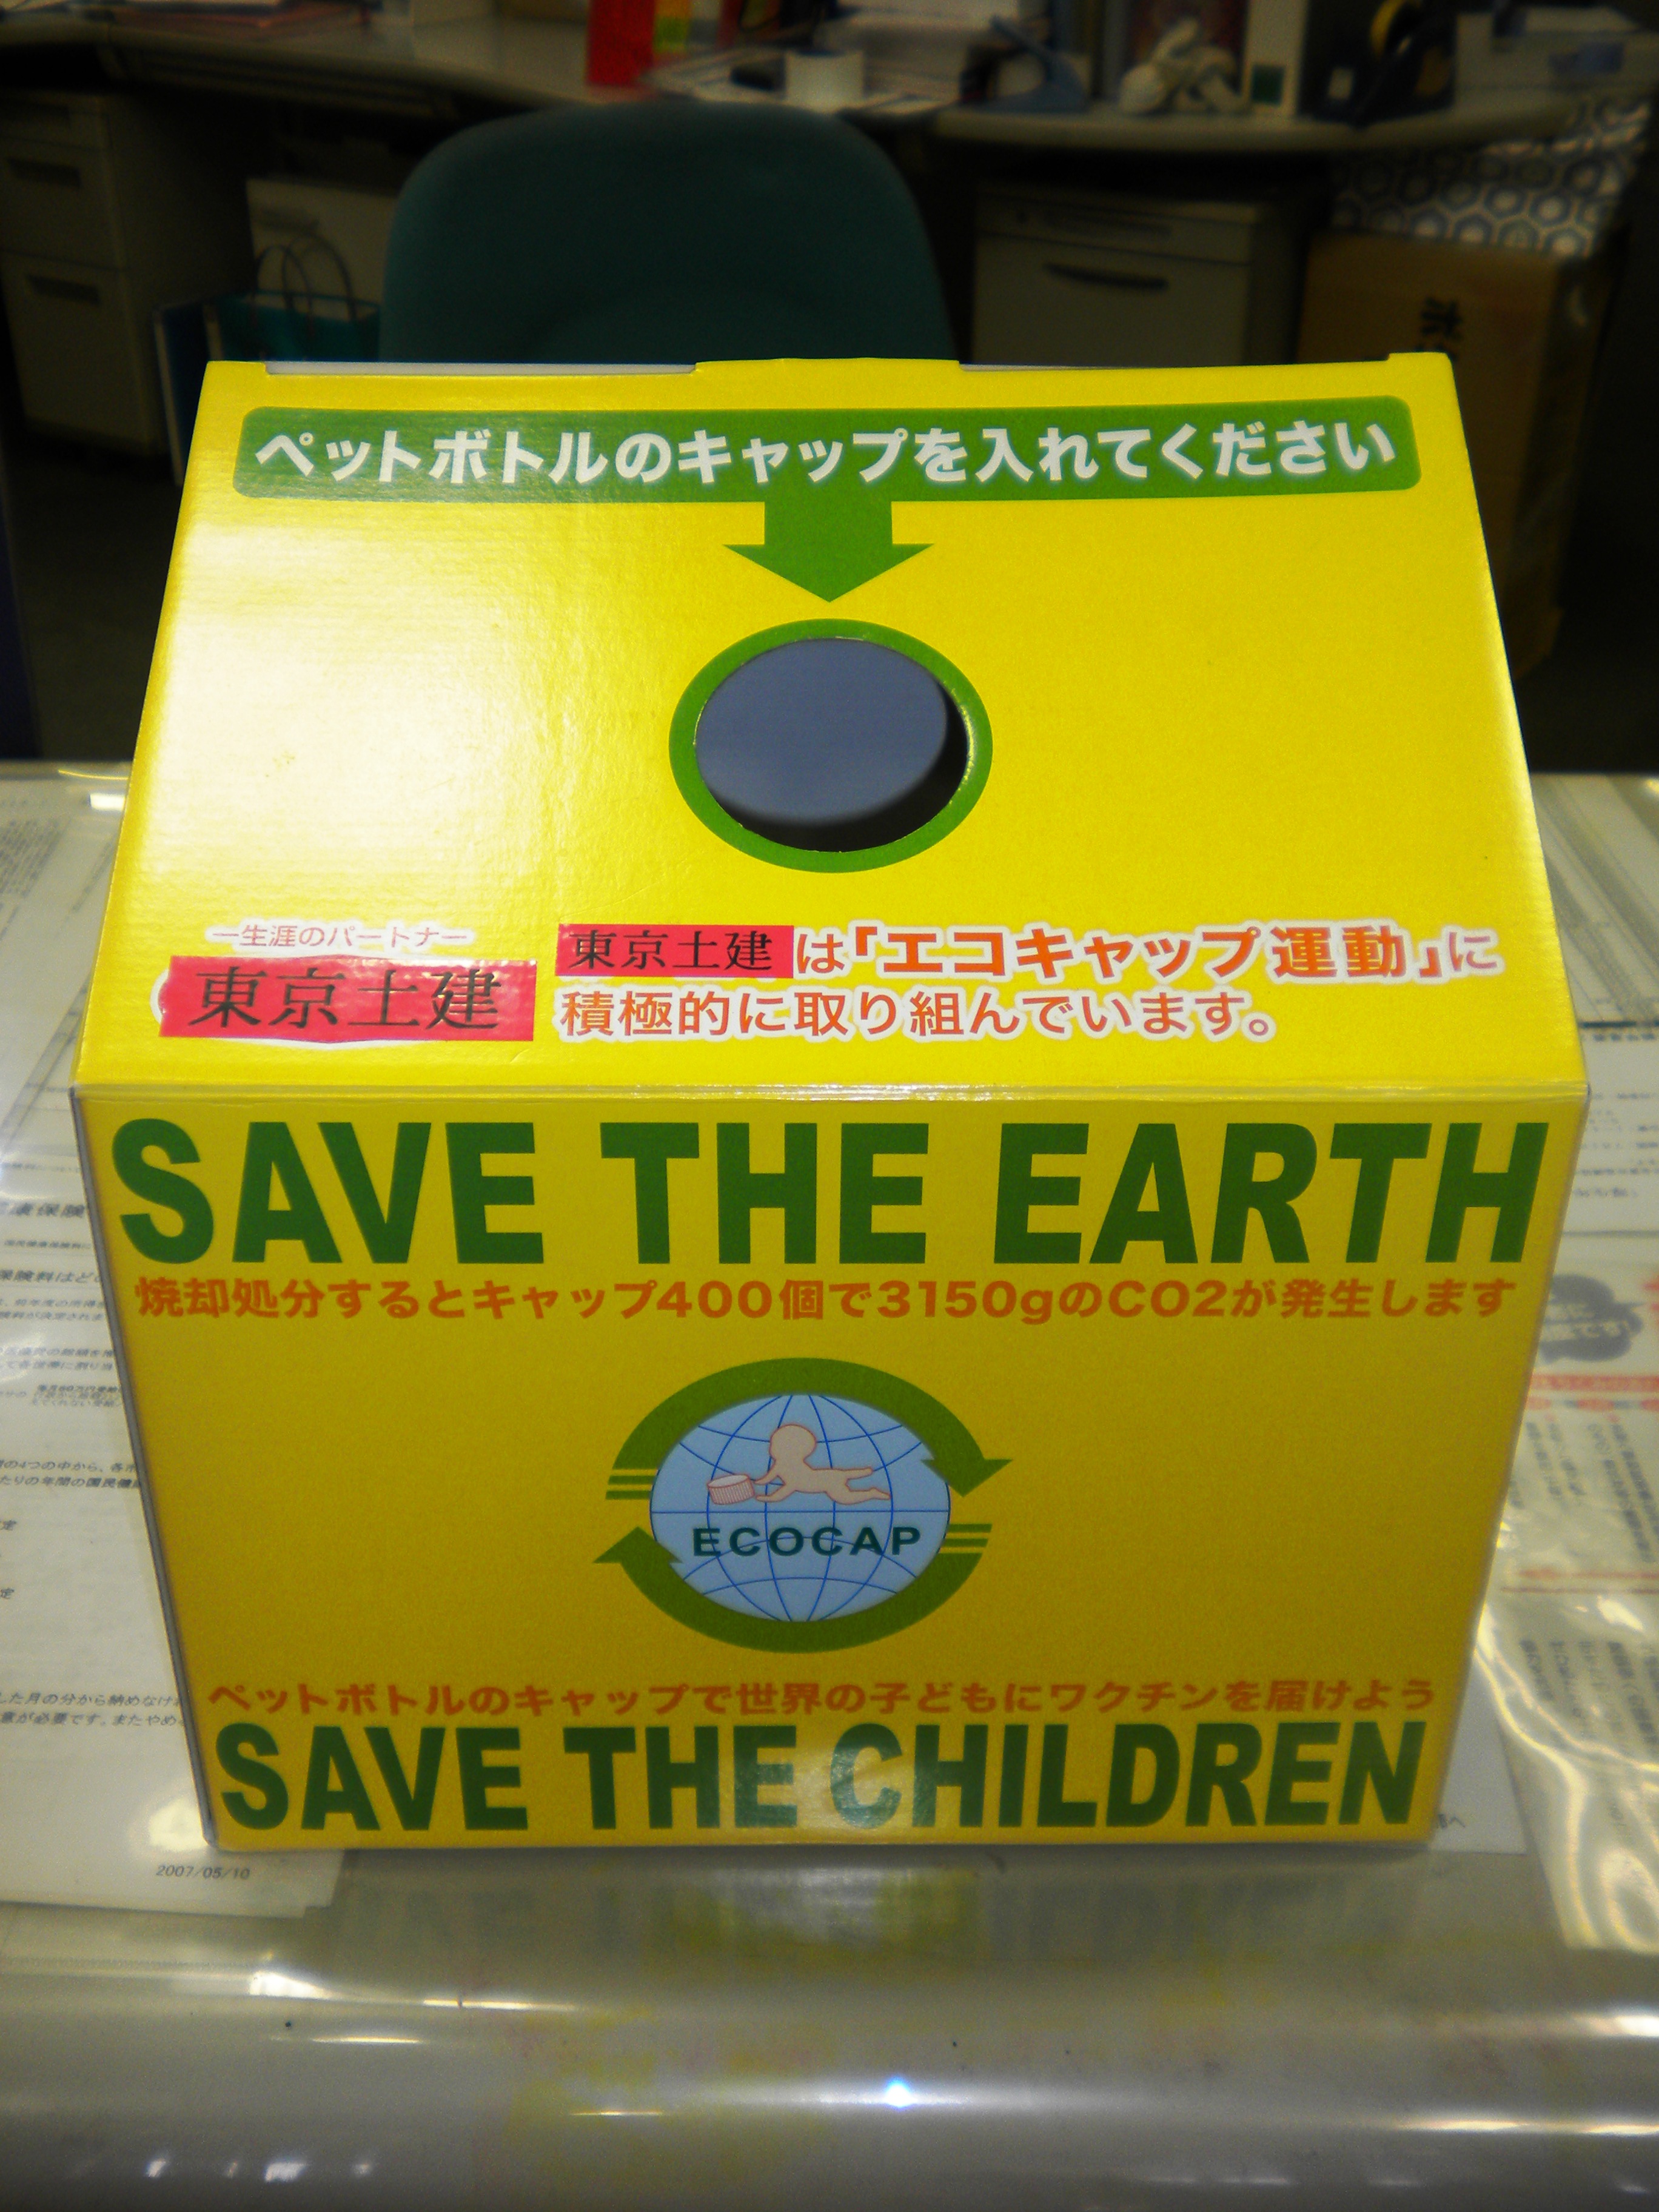 ペットボトルのキャップを入れてください
一生涯のパートナー
東京土建
東京土建は「エコキャップ運動」に
積極的に取り組んでいます。
SAVE THE EARTH
焼却処分するとキャップ400個で3150gのCO2が発生します
ECOCAP
ペットボトルのキャップで世界の子どもにワクチンを届けよう
SAVE THE CHILDREN
2007/05/10